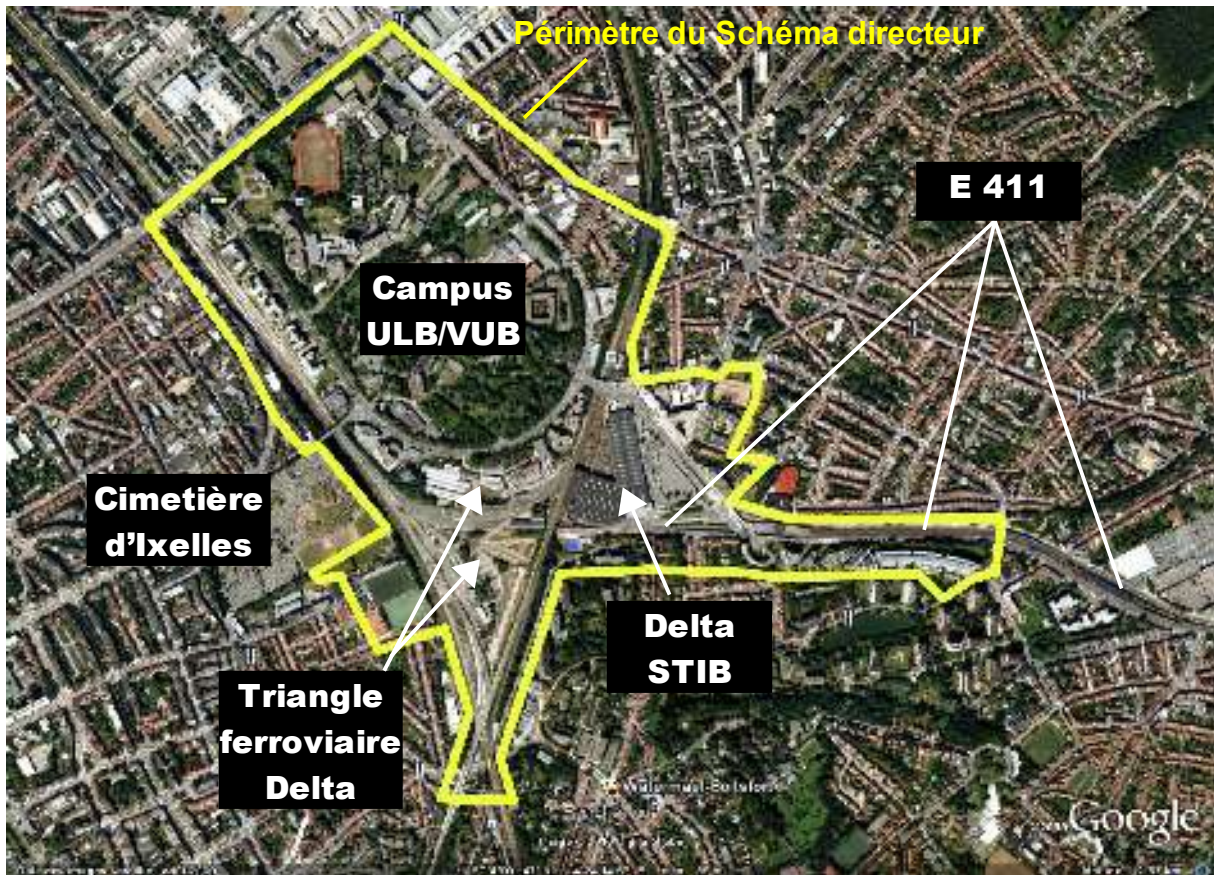 Périmètre du Schéma directeur
E 411
Campus
ULB/VUB
Cimetière
d'Ixelles
Delta
STIB
Triangle
ferroviaire
Delta
Google